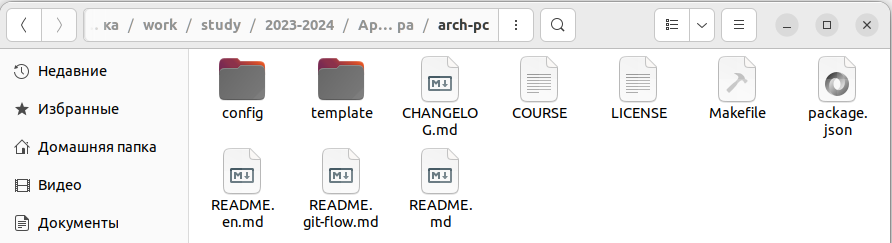 ка / work / study / 2023-2024 / Ар... ра / arch-pc
Недавние
Избранные
Домашняя папка
Видео
Документы
config
template
CHANGELO
G.md
COURSE
LICENSE
Makefile
package.
json
README.
en.md
README.
git-flow.md
README.
md